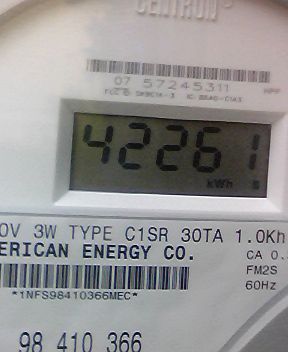 CENTRON
07 57245311
42261
kWh
0V 3W TYPE C1SR 30TA 1.0Kh
ERICAN ENERGY CO. CA 0.
FM2S
*1NFS98410366MEC* 60Hz
98 410 366